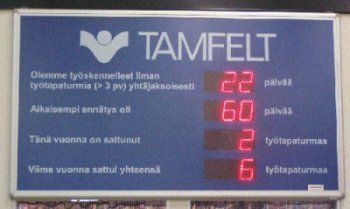 TAMFELT
Olemme työskennelleet ilman
työtapaturmia (> 3 pv) yhtäjaksoisesti 22 päivää
Aikaisempi ennätys oli 60 päivää
Tänä vuonna on sattunut 2 työtapaturmaa
Viime vuonna sattui yhteensä 6 työtapaturmaa